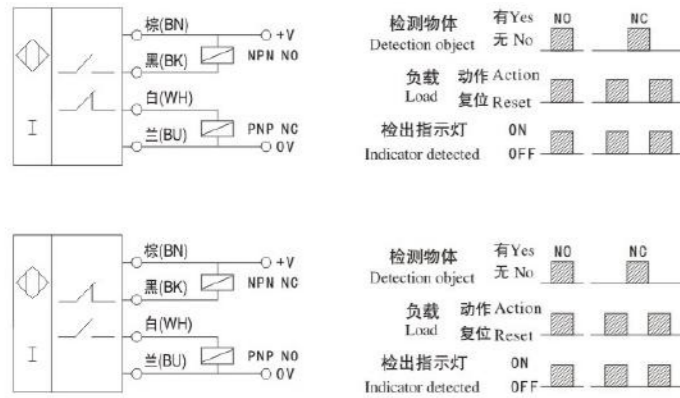 棕(BN)
+V
黑(BK)
NPN NO
白(WH)
兰(BU)
PNP NC
0V
I
检测物体 有Yes NO NC
Detection object 无 No
负载 动作 Action
Load 复位 Reset
检出指示灯 ON
Indicator detected OFF
棕(BN)
+V
黑(BK)
NPN NC
白(WH)
兰(BU)
PNP NO
0V
I
检测物体 有Yes NO NC
Detection object 无 No
负载 动作 Action
Load 复位 Reset
检出指示灯 ON
Indicator detected OFF